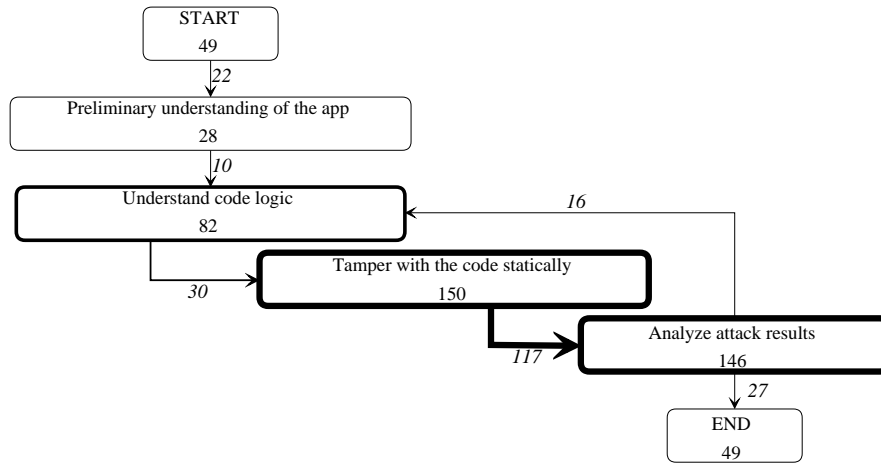 START
49
22
Preliminary understanding of the app
28
10
Understand code logic
82
16
30
Tamper with the code statically
150
117
Analyze attack results
146
27
END
49